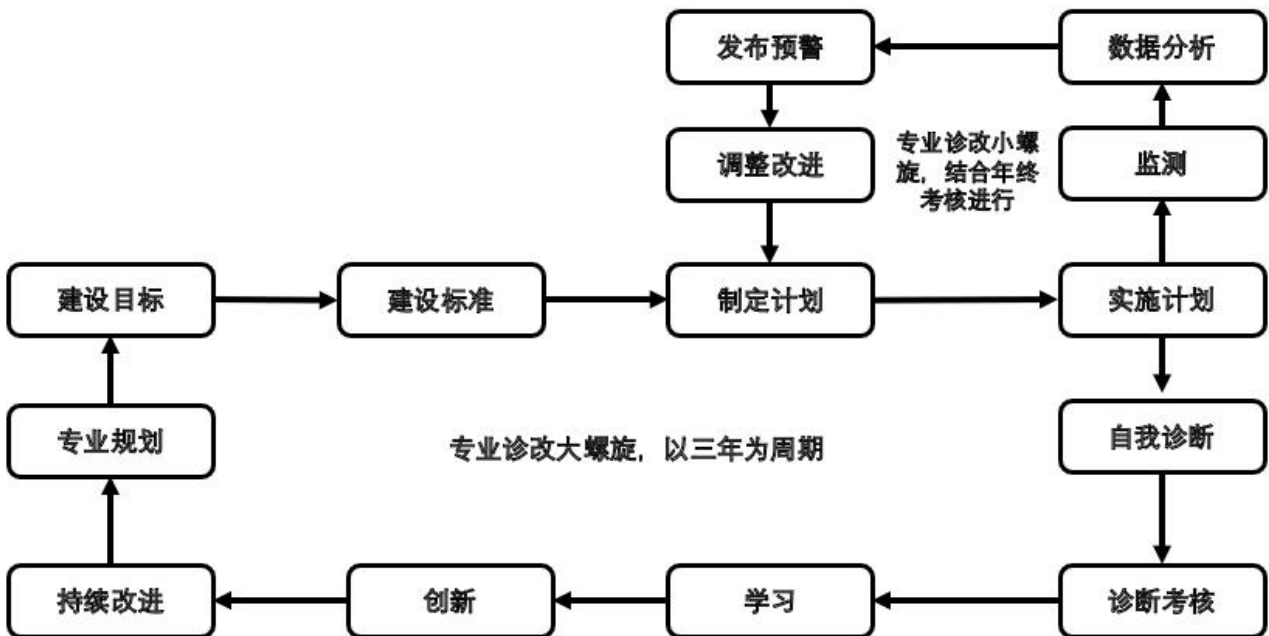 发布预警
数据分析
调整改进
专业诊改小螺
旋，结合年终
考核进行
监测
建设目标
建设标准
制定计划
实施计划
专业规划
专业诊改大螺旋，以三年为周期
自我诊断
持续改进
创新
学习
诊断考核